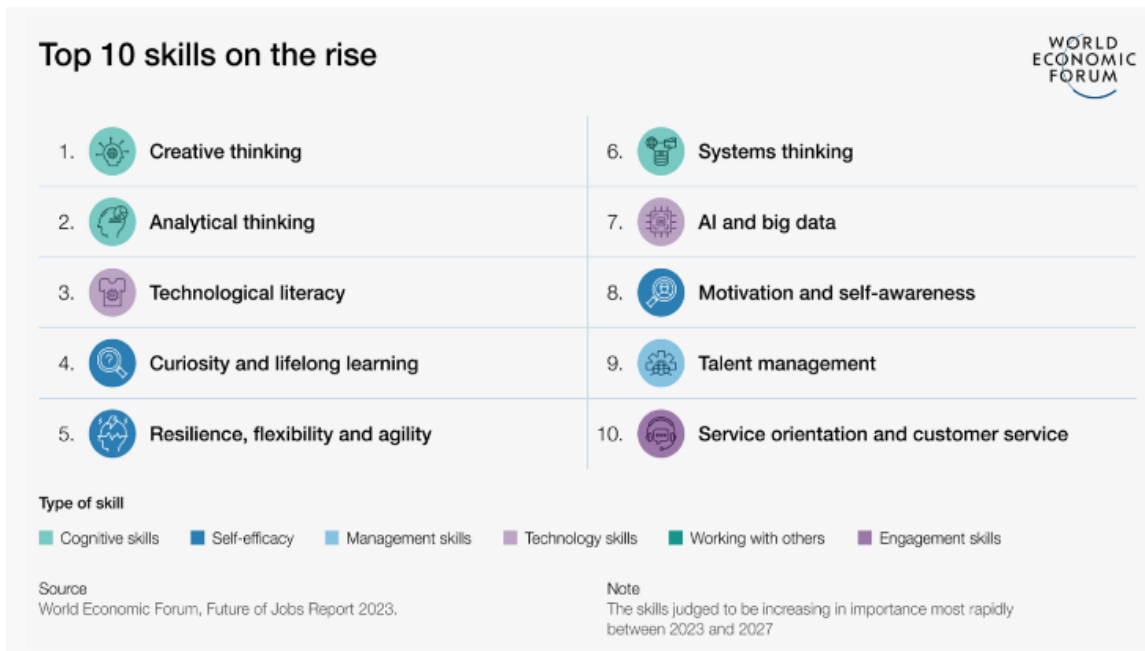 Top 10 skills on the rise
WORLD
ECONOMIC
FORUM
1. Creative thinking
2. Analytical thinking
3. Technological literacy
4. Curiosity and lifelong learning
5. Resilience, flexibility and agility
6. Systems thinking
7. AI and big data
8. Motivation and self-awareness
9. Talent management
10. Service orientation and customer service
Type of skill
Cognitive skills Self-efficacy Management skills Technology skills Working with others Engagement skills
Source
World Economic Forum, Future of Jobs Report 2023.
Note
The skills judged to be increasing in importance most rapidly
between 2023 and 2027